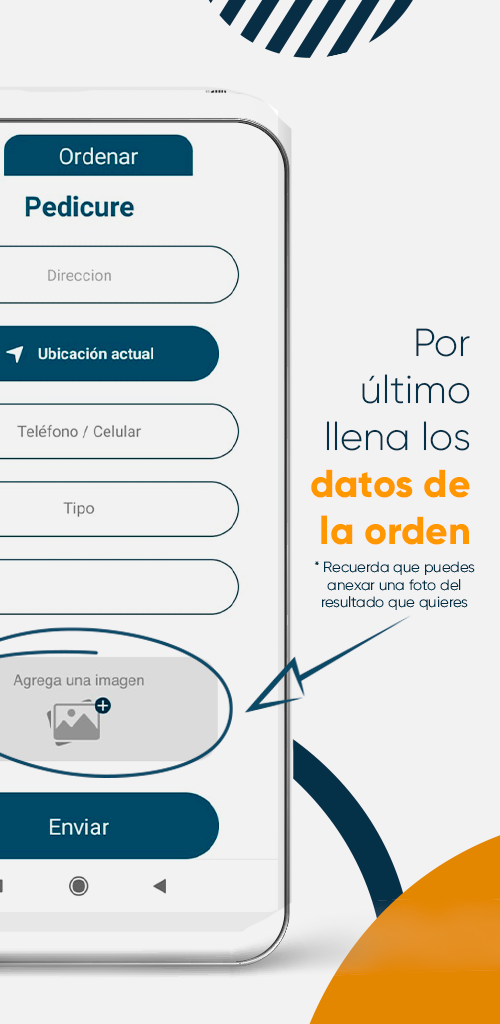 Ordenar
Pedicure
Direccion
Ubicación actual
Teléfono / Celular
Tipo
Agrega una imagen
Enviar
Por
último
llena los
datos de
la orden
* Recuerda que puedes
anexar una foto del
resultado que quieres